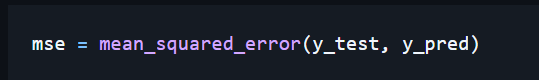 mse = mean_squared_error(y_test, y_pred)